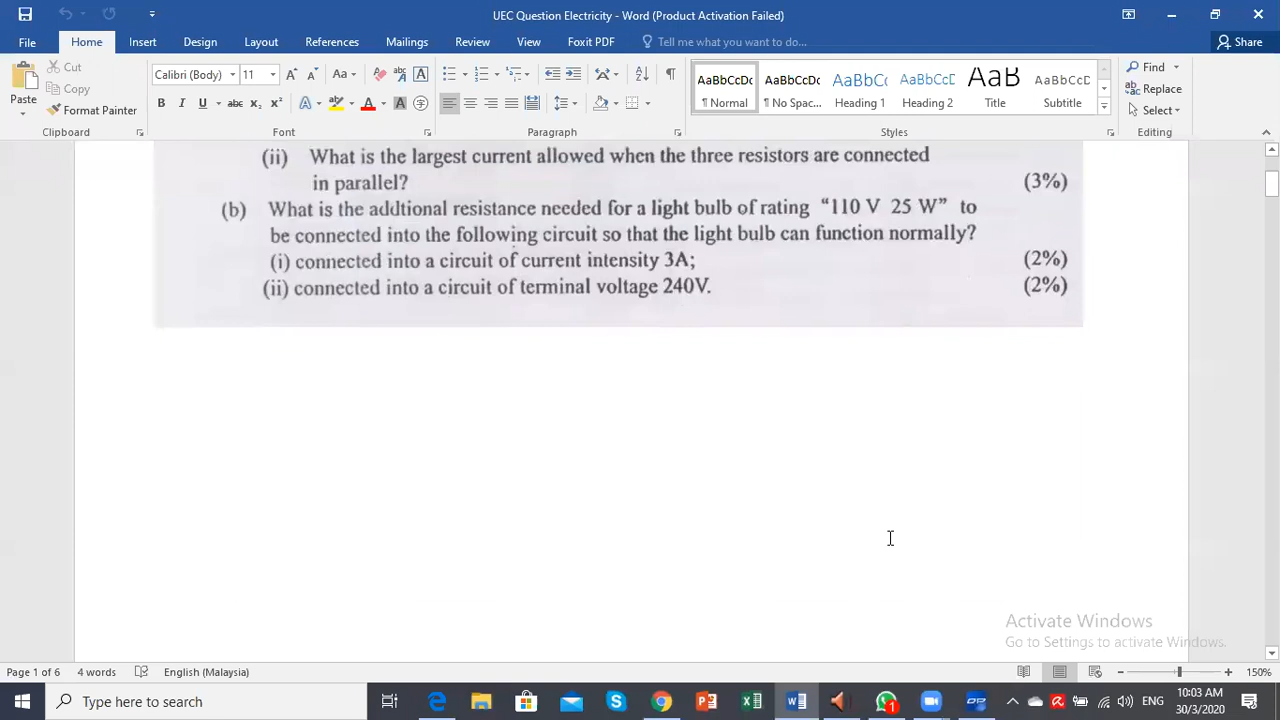 UEC Question Electricity - Word (Product Activation Failed)
File Home Insert Design Layout References Mailings Review View Foxit PDF Tell me what you want to do... Share
Paste Cut Copy Format Painter
Calibri (Body) 11 Aa
B I U abc x₂ x² A A
AaBbCcDc AaBbCcDc AaBbCc AaBbCcD AaB AaBbCcD
¶ Normal ¶ No Spac... Heading 1 Heading 2 Title Subtitle
Find Replace Select
Clipboard Font Paragraph Styles Editing
(ii) What is the largest current allowed when the three resistors are connected
in parallel? (3%)
(b) What is the addtional resistance needed for a light bulb of rating “110 V 25 W” to
be connected into the following circuit so that the light bulb can function normally?
(i) connected into a circuit of current intensity 3A; (2%)
(ii) connected into a circuit of terminal voltage 240V. (2%)
Activate Windows
Go to Settings to activate Windows.
Page 1 of 6 4 words English (Malaysia) 150%
Type here to search
1
ENG
10:03 AM
30/3/2020